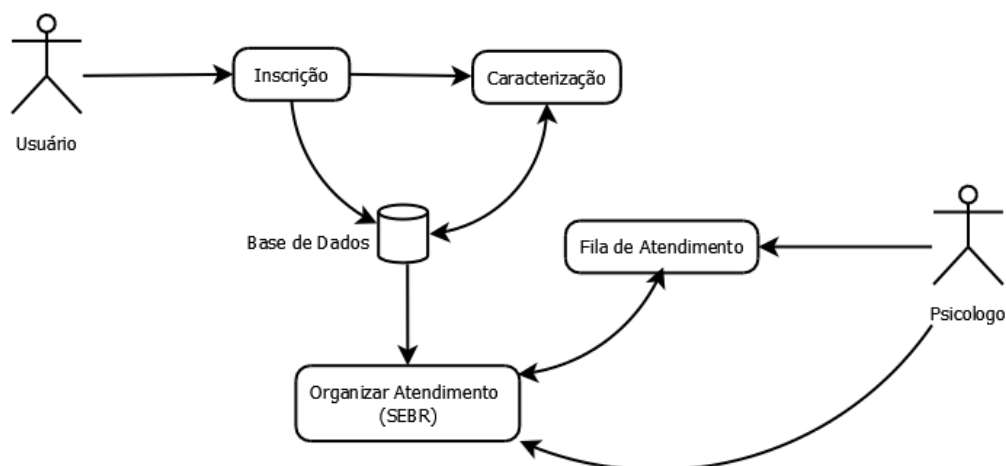 Inscrição
Caracterização
Usuário
Base de Dados
Fila de Atendimento
Psicologo
Organizar Atendimento
(SEBR)